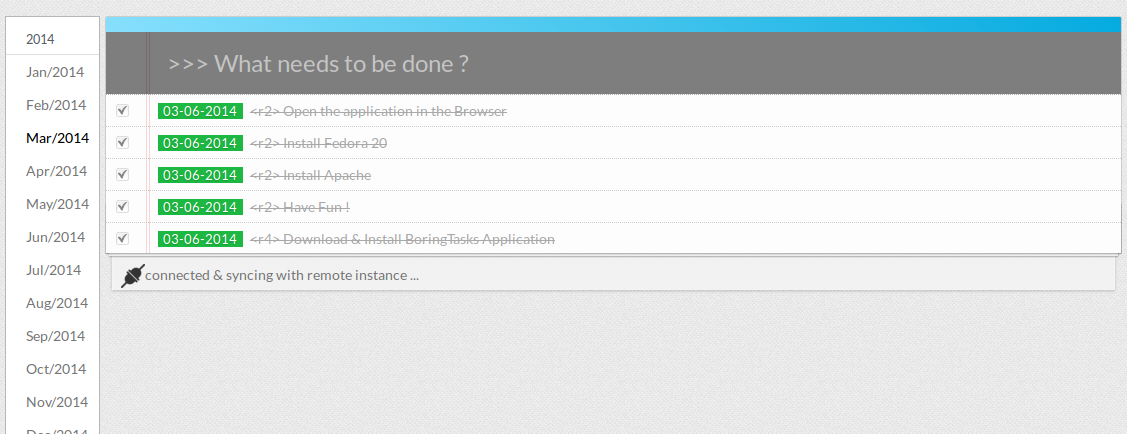 2014
Jan/2014
Feb/2014
Mar/2014
Apr/2014
May/2014
Jun/2014
Jul/2014
Aug/2014
Sep/2014
Oct/2014
Nov/2014
Dec/2014
>>> What needs to be done ?
03-06-2014 <r2> Open the application in the Browser
03-06-2014 <r2> Install Fedora 20
03-06-2014 <r2> Install Apache
03-06-2014 <r2> Have Fun !
03-06-2014 <r4> Download & Install BoringTasks Application
connected & syncing with remote instance ...